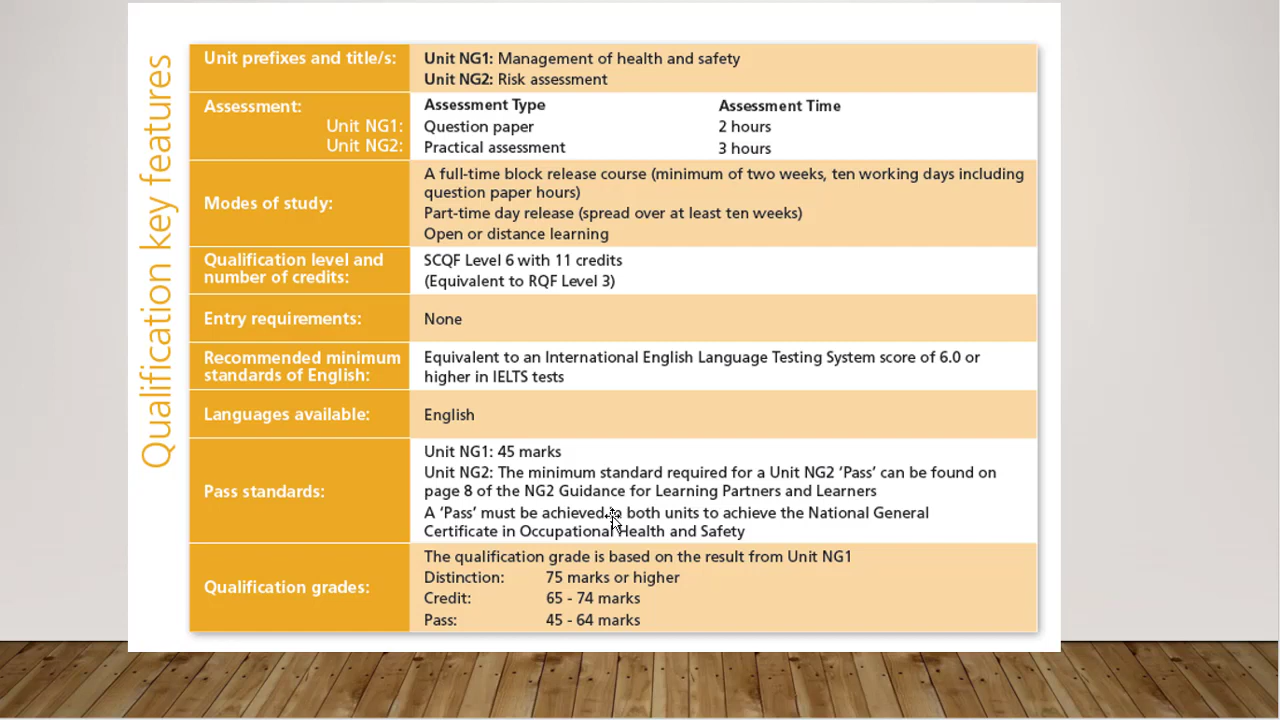 Qualification key features
Unit prefixes and title/s:
Unit NG1: Management of health and safety
Unit NG2: Risk assessment
Assessment:
Unit NG1:
Unit NG2:
Assessment Type Assessment Time
Question paper 2 hours
Practical assessment 3 hours
Modes of study:
A full-time block release course (minimum of two weeks, ten working days including
question paper hours)
Part-time day release (spread over at least ten weeks)
Open or distance learning
Qualification level and
number of credits:
SCQF Level 6 with 11 credits
(Equivalent to RQF Level 3)
Entry requirements:
None
Recommended minimum
standards of English:
Equivalent to an International English Language Testing System score of 6.0 or
higher in IELTS tests
Languages available:
English
Pass standards:
Unit NG1: 45 marks
Unit NG2: The minimum standard required for a Unit NG2 ‘Pass’ can be found on
page 8 of the NG2 Guidance for Learning Partners and Learners
A ‘Pass’ must be achieved in both units to achieve the National General
Certificate in Occupational Health and Safety
Qualification grades:
The qualification grade is based on the result from Unit NG1
Distinction: 75 marks or higher
Credit: 65 - 74 marks
Pass: 45 - 64 marks